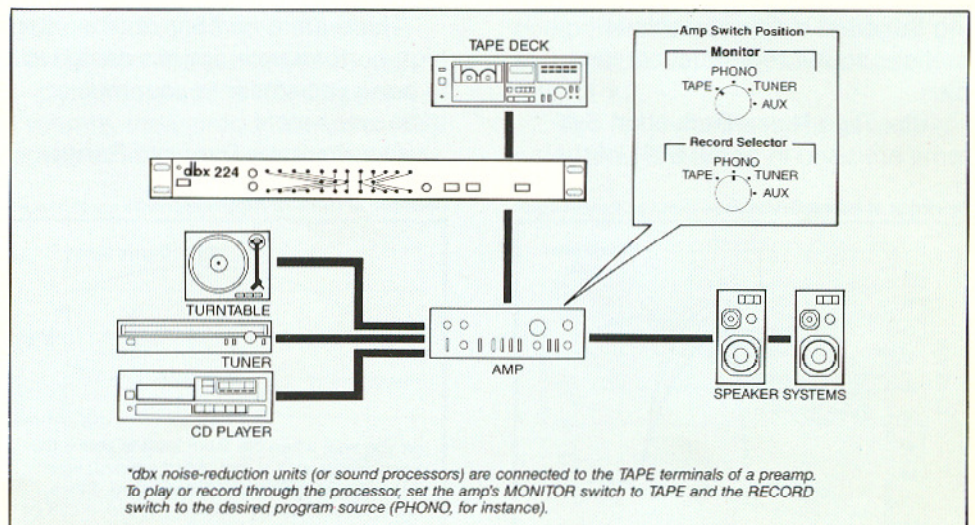 TAPE DECK
Amp Switch Position
Monitor
PHONO
TAPE
TUNER
AUX
Record Selector
PHONO
TAPE
TUNER
AUX
dbx 224
TURNTABLE
TUNER
CD PLAYER
AMP
SPEAKER SYSTEMS
*dbx noise-reduction units (or sound processors) are connected to the TAPE terminals of a preamp.
To play or record through the processor, set the amp's MONITOR switch to TAPE and the RECORD
switch to the desired program source (PHONO, for instance).